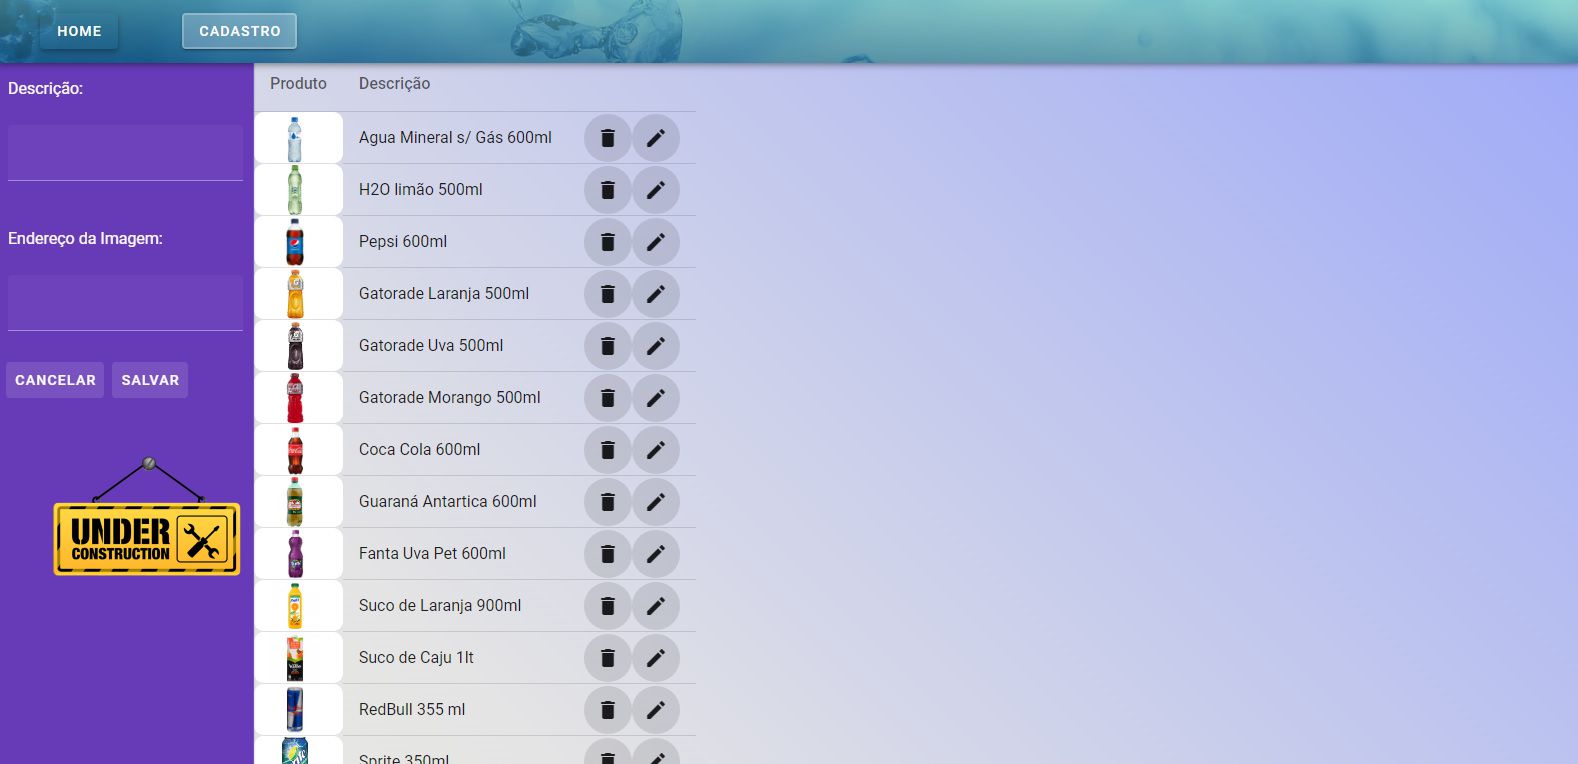 HOME
CADASTRO
Descrição:
Endereço da Imagem:
CANCELAR
SALVAR
UNDER
CONSTRUCTION
Produto
Descrição
Agua Mineral s/ Gás 600ml
H2O limão 500ml
Pepsi 600ml
Gatorade Laranja 500ml
Gatorade Uva 500ml
Gatorade Morango 500ml
Coca Cola 600ml
Guaraná Antartica 600ml
Fanta Uva Pet 600ml
Suco de Laranja 900ml
Suco de Caju 1lt
RedBull 355 ml
Sprite 350ml